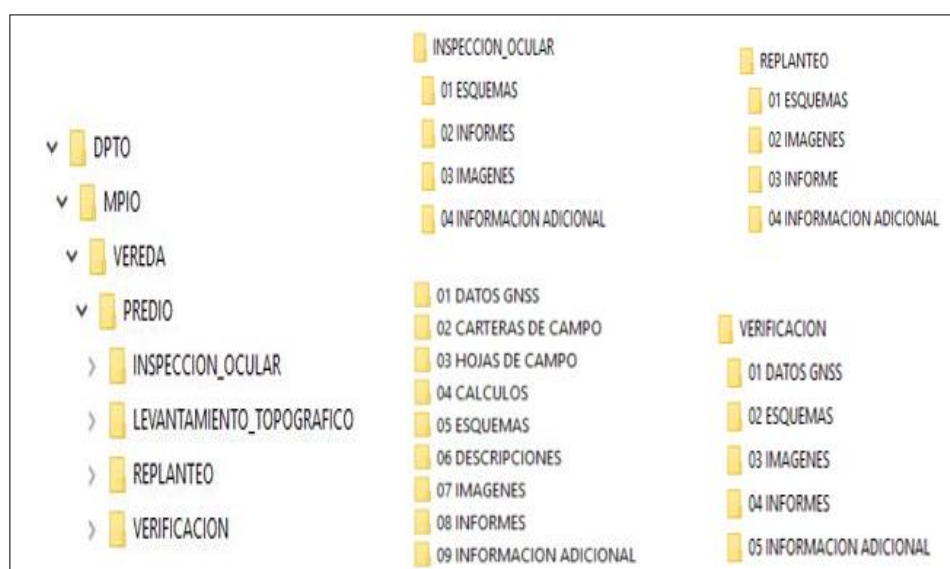 DPTO
MPIO
VEREDA
PREDIO
INSPECCION_OCULAR
LEVANTAMIENTO_TOPOGRAFICO
REPLANTEO
VERIFICACION
INSPECCION_OCULAR
01 ESQUEMAS
02 INFORMES
03 IMAGENES
04 INFORMACION ADICIONAL
01 DATOS GNSS
02 CARTERAS DE CAMPO
03 HOJAS DE CAMPO
04 CALCULOS
05 ESQUEMAS
06 DESCRIPCIONES
07 IMAGENES
08 INFORMES
09 INFORMACION ADICIONAL
REPLANTEO
01 ESQUEMAS
02 IMAGENES
03 INFORME
04 INFORMACION ADICIONAL
VERIFICACION
01 DATOS GNSS
02 ESQUEMAS
03 IMAGENES
04 INFORMES
05 INFORMACION ADICIONAL